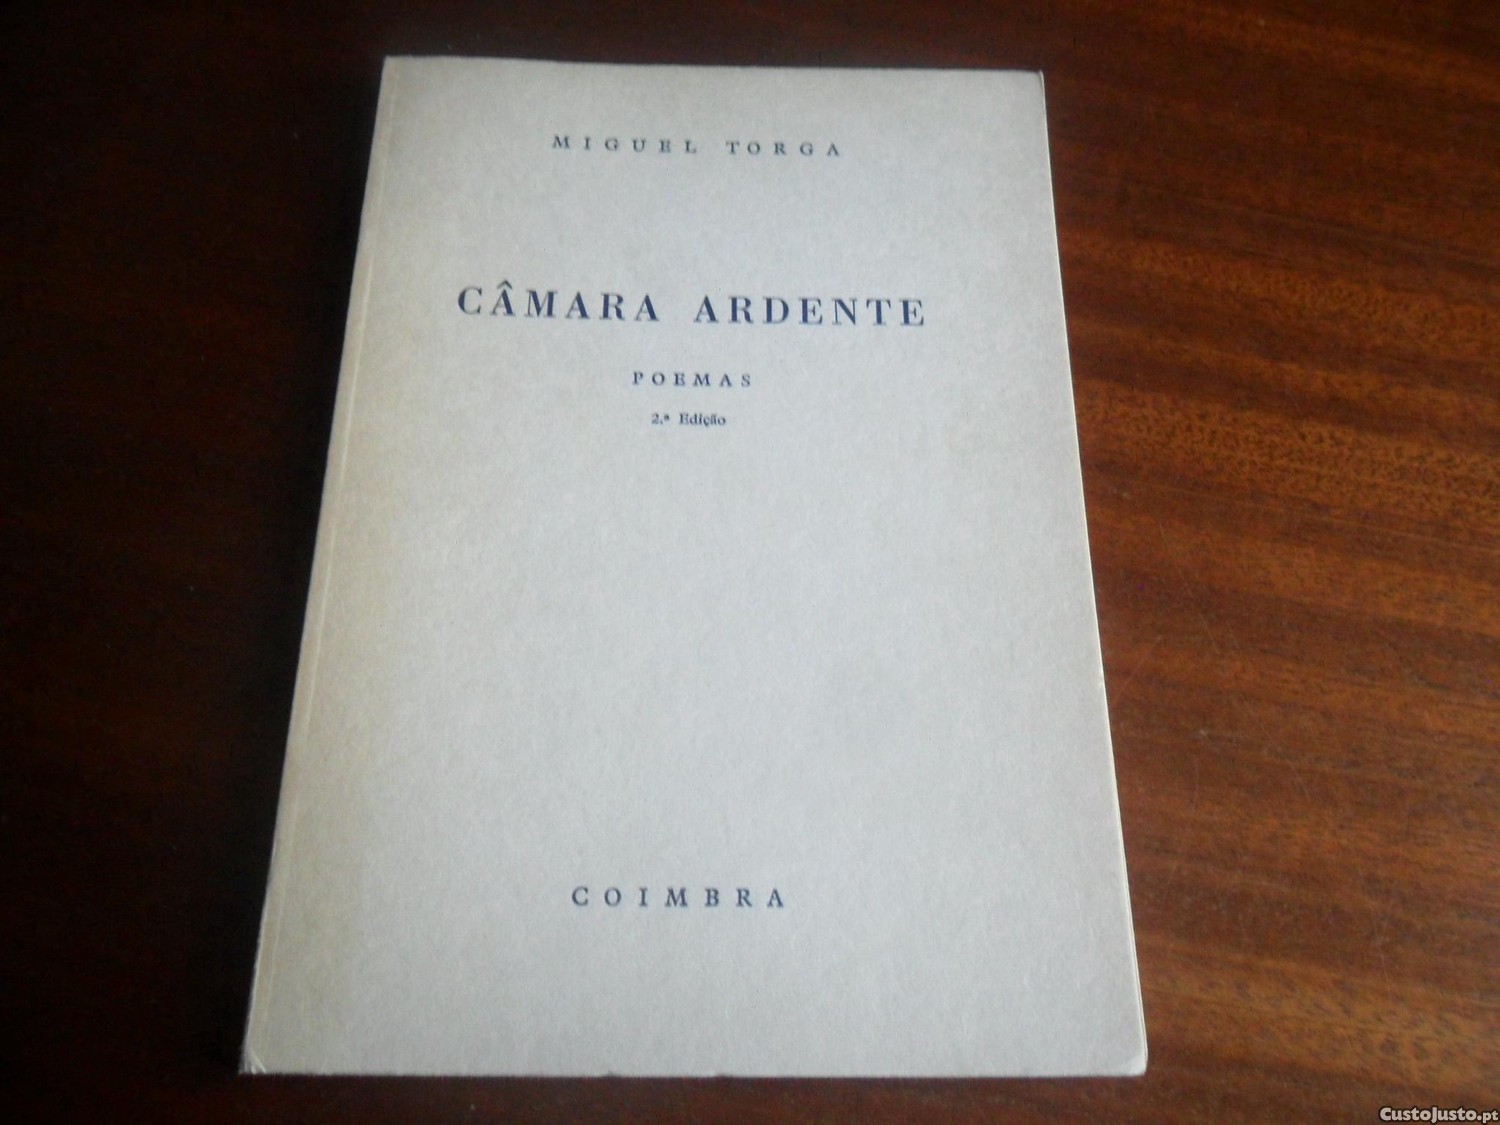 MIGUEL TORGA
CÂMARA ARDENTE
POEMAS
2.ª Edição
COIMBRA
CustoJusto.pt